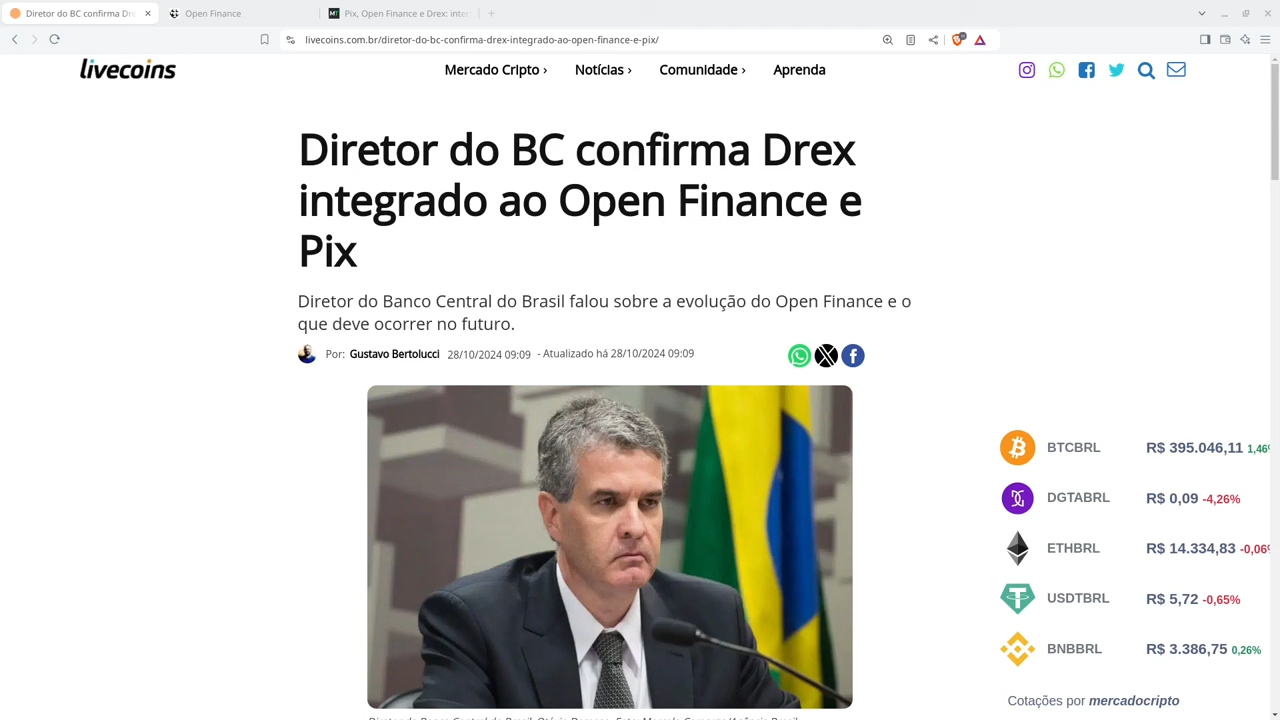 Diretor do BC confirma Dre
Open Finance
Pix, Open Finance e Drex: inter
livecoins.com.br/diretor-do-bc-confirma-drex-integrado-ao-open-finance-e-pix/
livecoins
Mercado Cripto › Notícias › Comunidade › Aprenda
Diretor do BC confirma Drex
integrado ao Open Finance e
Pix
Diretor do Banco Central do Brasil falou sobre a evolução do Open Finance e o
que deve ocorrer no futuro.
Por: Gustavo Bertolucci 28/10/2024 09:09 - Atualizado há 28/10/2024 09:09
BTCBRL R$ 395.046,11 1,46%
DGTABRL R$ 0,09 -4,26%
ETHBRL R$ 14.334,83 -0,06%
USDTBRL R$ 5,72 -0,65%
BNBBRL R$ 3.386,75 0,26%
Cotações por mercadocripto